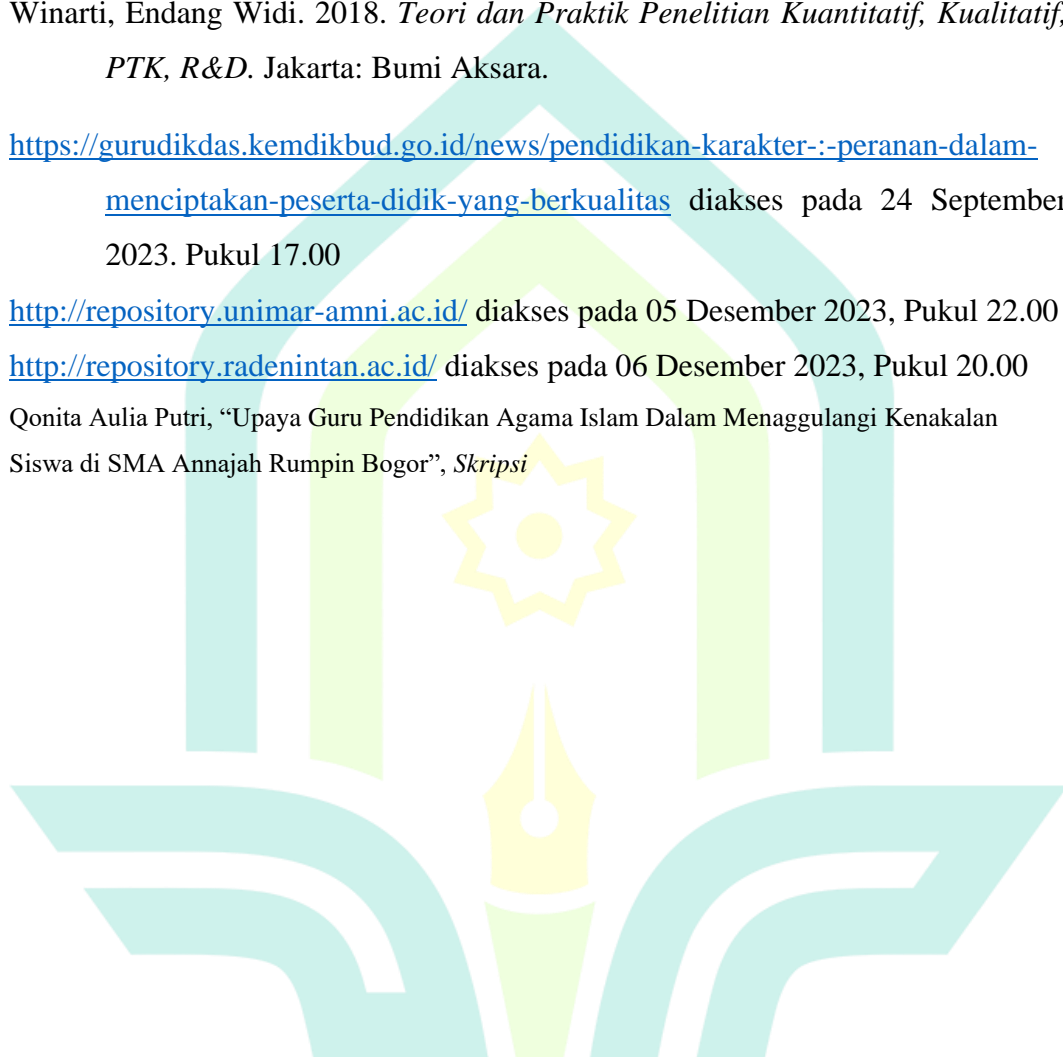 Winarti, Endang Widi. 2018. Teori dan Praktik Penelitian Kuantitatif, Kualitatif,
PTK, R&D. Jakarta: Bumi Aksara.
https://gurudikdas.kemdikbud.go.id/news/pendidikan-karakter-:-peranan-dalam-
menciptakan-peserta-didik-yang-berkualitas diakses pada 24 September
2023. Pukul 17.00
http://repository.unimar-amni.ac.id/ diakses pada 05 Desember 2023, Pukul 22.00
http://repository.radenintan.ac.id/ diakses pada 06 Desember 2023, Pukul 20.00
Qonita Aulia Putri, “Upaya Guru Pendidikan Agama Islam Dalam Menaggulangi Kenakalan
Siswa di SMA Annajah Rumpin Bogor”, Skripsi